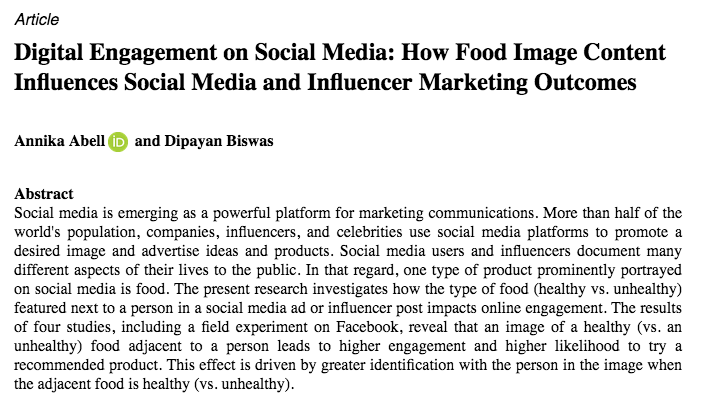 Article
Digital Engagement on Social Media: How Food Image Content
Influences Social Media and Influencer Marketing Outcomes
Annika Abell iD and Dipayan Biswas
Abstract
Social media is emerging as a powerful platform for marketing communications. More than half of the
world's population, companies, influencers, and celebrities use social media platforms to promote a
desired image and advertise ideas and products. Social media users and influencers document many
different aspects of their lives to the public. In that regard, one type of product prominently portrayed
on social media is food. The present research investigates how the type of food (healthy vs. unhealthy)
featured next to a person in a social media ad or influencer post impacts online engagement. The results
of four studies, including a field experiment on Facebook, reveal that an image of a healthy (vs. an
unhealthy) food adjacent to a person leads to higher engagement and higher likelihood to try a
recommended product. This effect is driven by greater identification with the person in the image when
the adjacent food is healthy (vs. unhealthy).